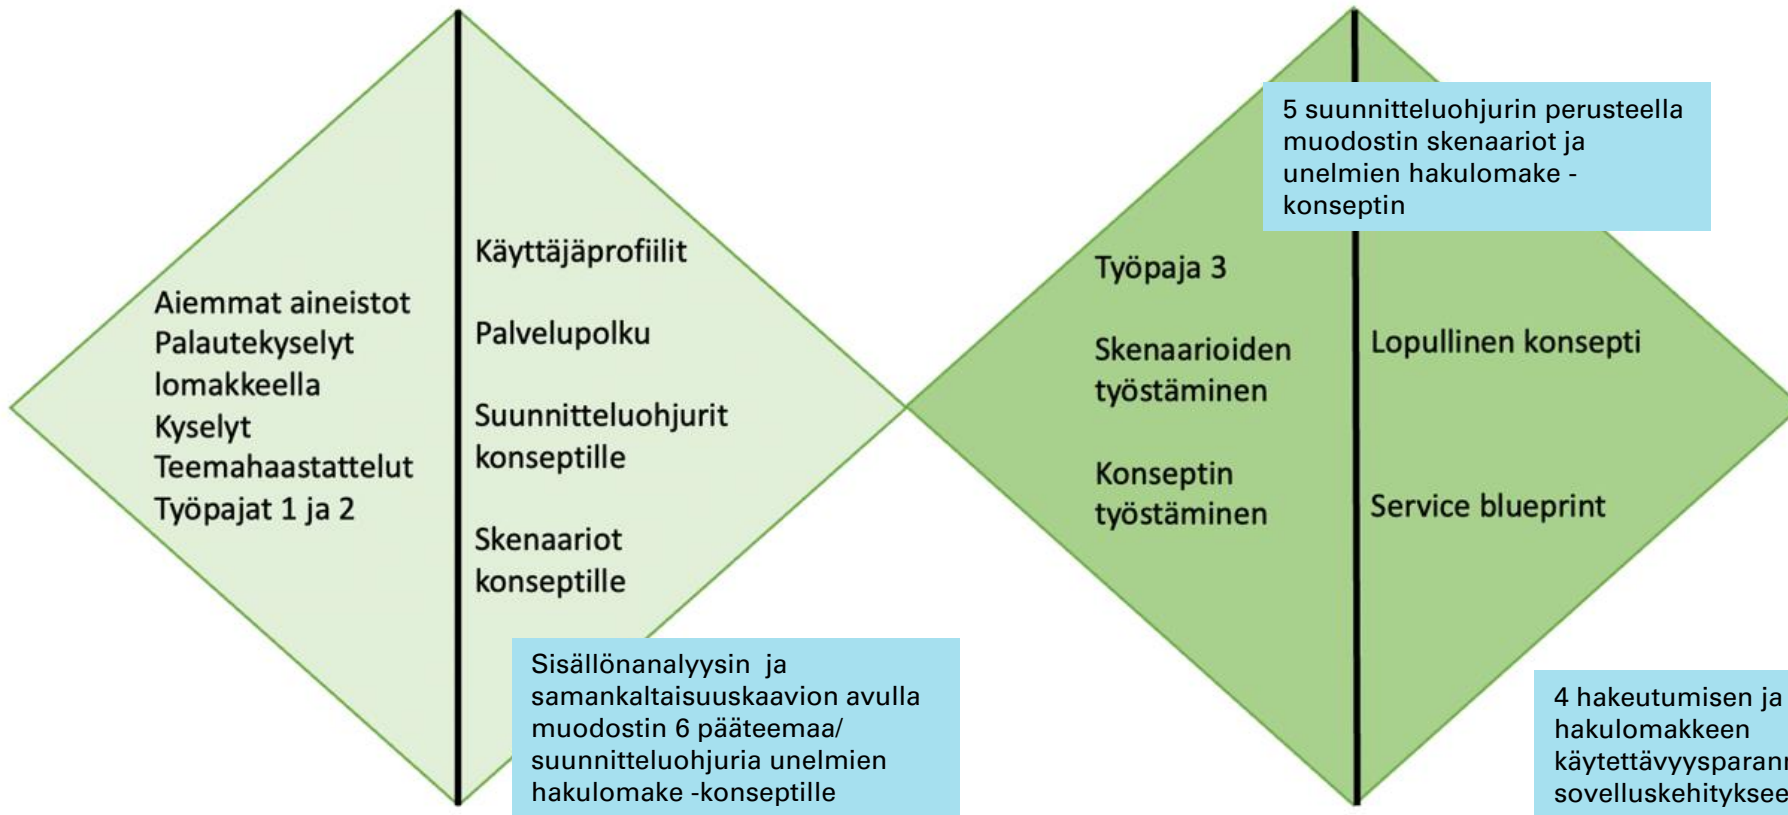 Aiemmat aineistot
Palautekyselyt
lomakkeella
Kyselyt
Teemahaastattelut
Työpajat 1 ja 2
Käyttäjäprofiilit
Palvelupolku
Suunnitteluohjurit
konseptille
Skenaariot
konseptille
Sisällönanalyysin ja
samankaltaisuuskaavion avulla
muodostin 6 pääteemaa/
suunnitteluohjuria unelmien
hakulomake -konseptille
5 suunnitteluohjurin perusteella
muodostin skenaariot ja
unelmien hakulomake -
konseptin
Työpaja 3
Skenaarioiden
työstäminen
Konseptin
työstäminen
Lopullinen konsepti
Service blueprint
4 hakeutumisen ja
hakulomakkeen